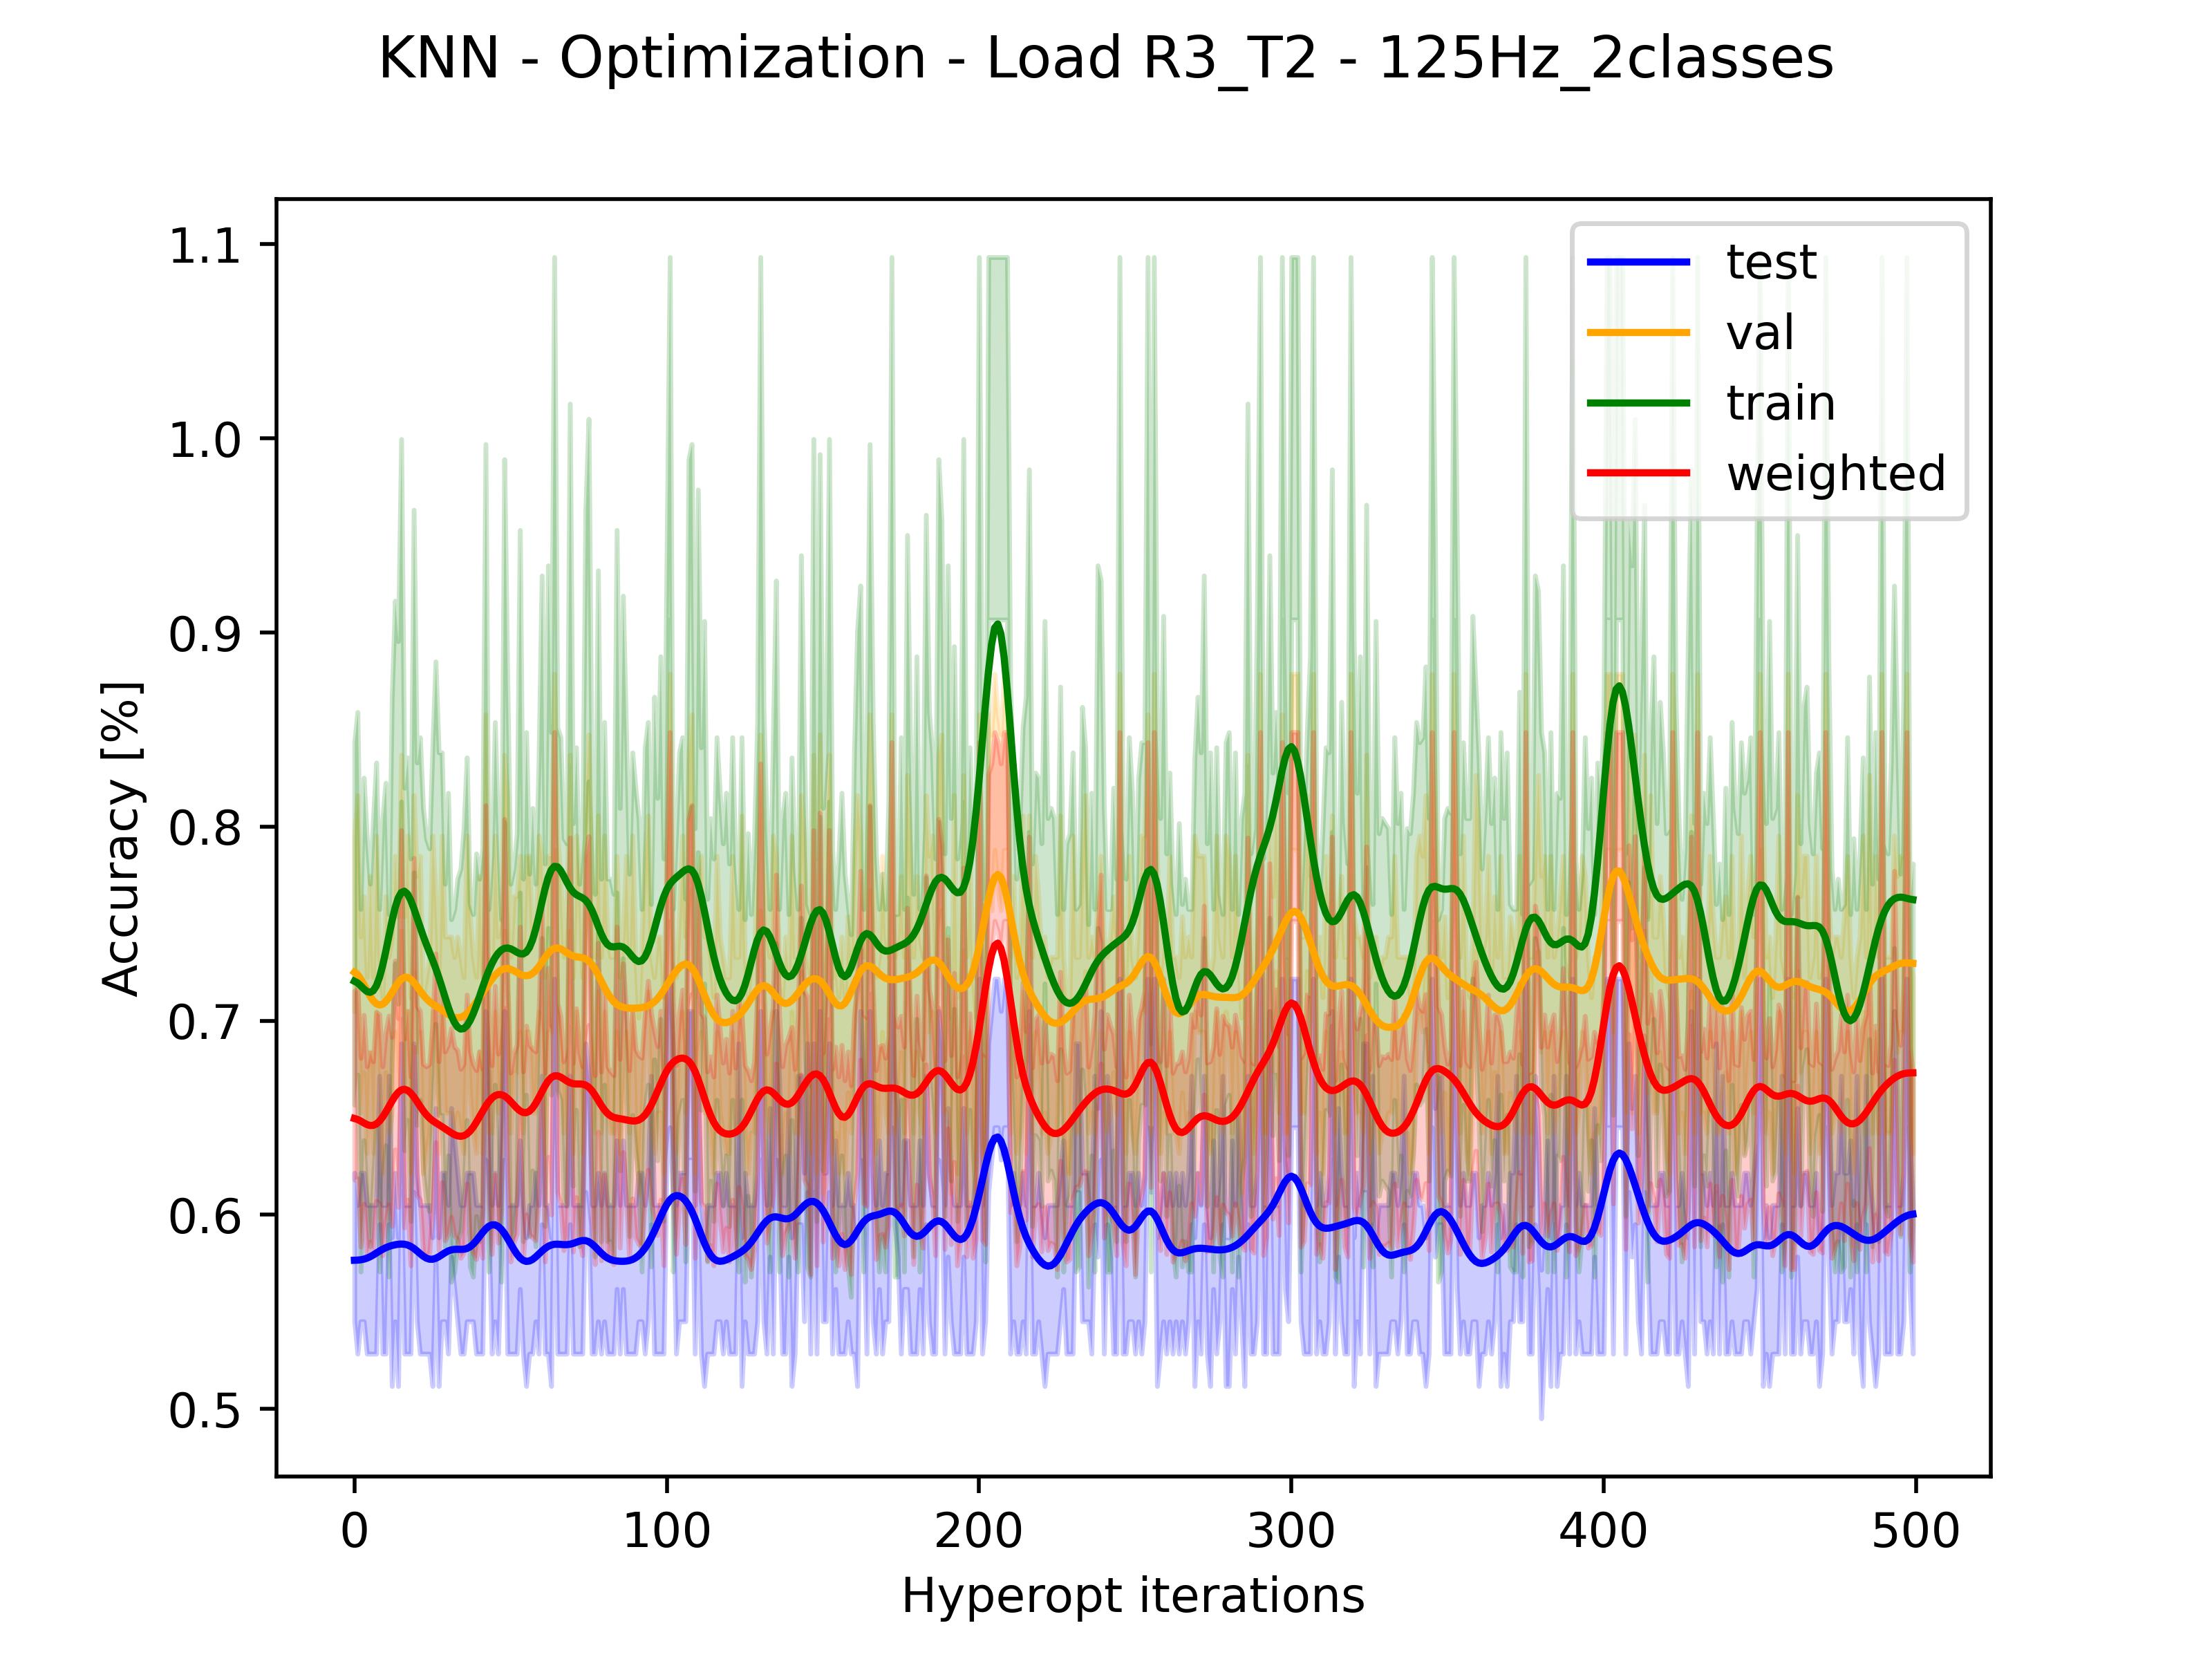 KNN - Optimization - Load R3_T2 - 125Hz_2classes
1.1
1.0
0.9
0.8
0.7
0.6
0.5
Accuracy [%]
test
val
train
weighted
0 100 200 300 400 500
Hyperopt iterations